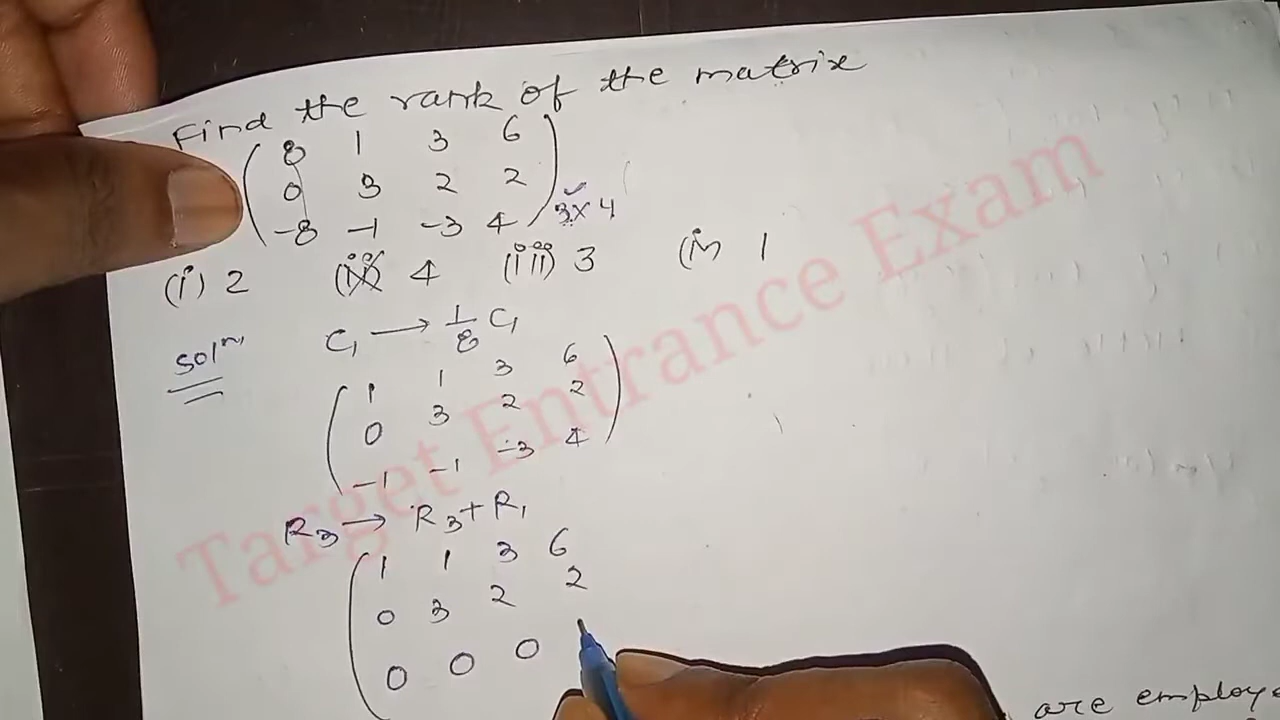 Find the rank of the matrix
8 1 3 6
0 3 2 2
-8 -1 -3 4
3×4
(i) 2 (ii) 4 (iii) 3 (iv) 1
Solⁿ, C₁ → 1/8 C₁
1 1 3 6
0 3 2 2
-1 -1 -3 4
R₃ → R₃+R₁
1 1 3 6
0 3 2 2
0 0 0
are employe
Target Entrance Exam